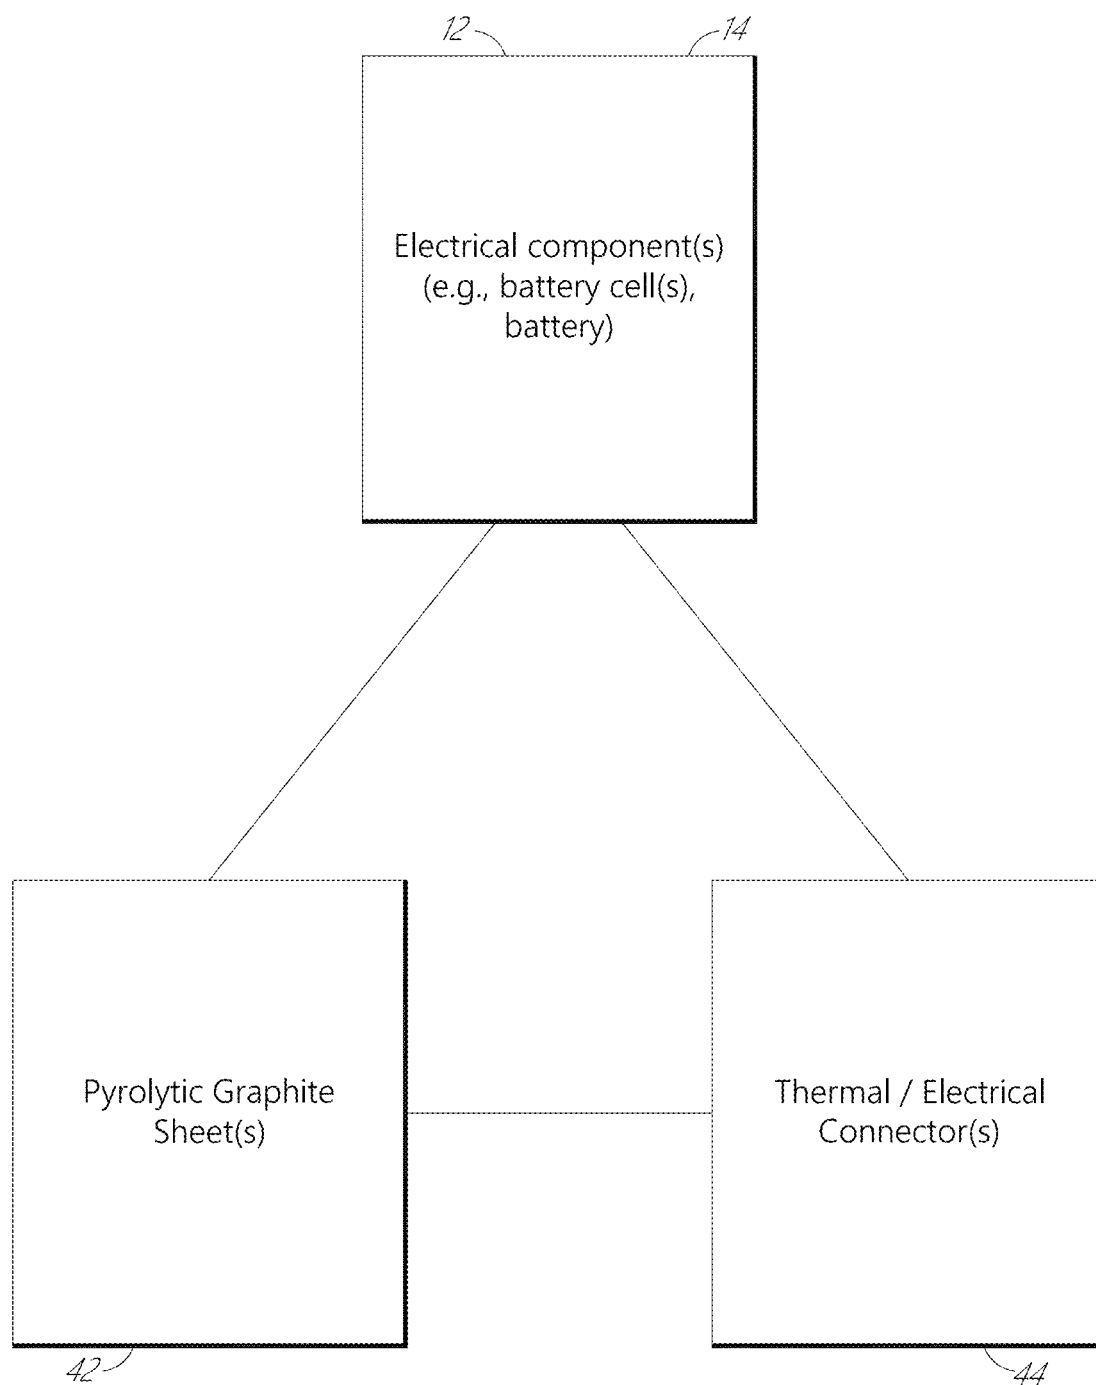 12 14
Electrical component(s)
(e.g., battery cell(s),
battery)
Pyrolytic Graphite
Sheet(s)
Thermal / Electrical
Connector(s)
42
44